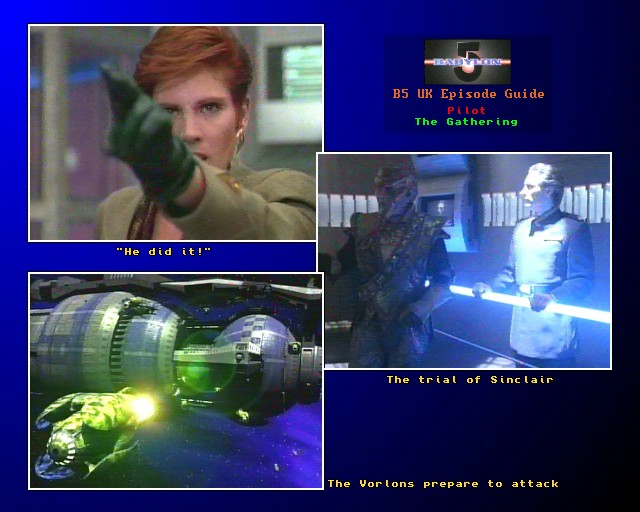 5
BABYLON
B5 UK Episode Guide
Pilot
The Gathering
"He did it!"
The trial of Sinclair
The Vorlons prepare to attack